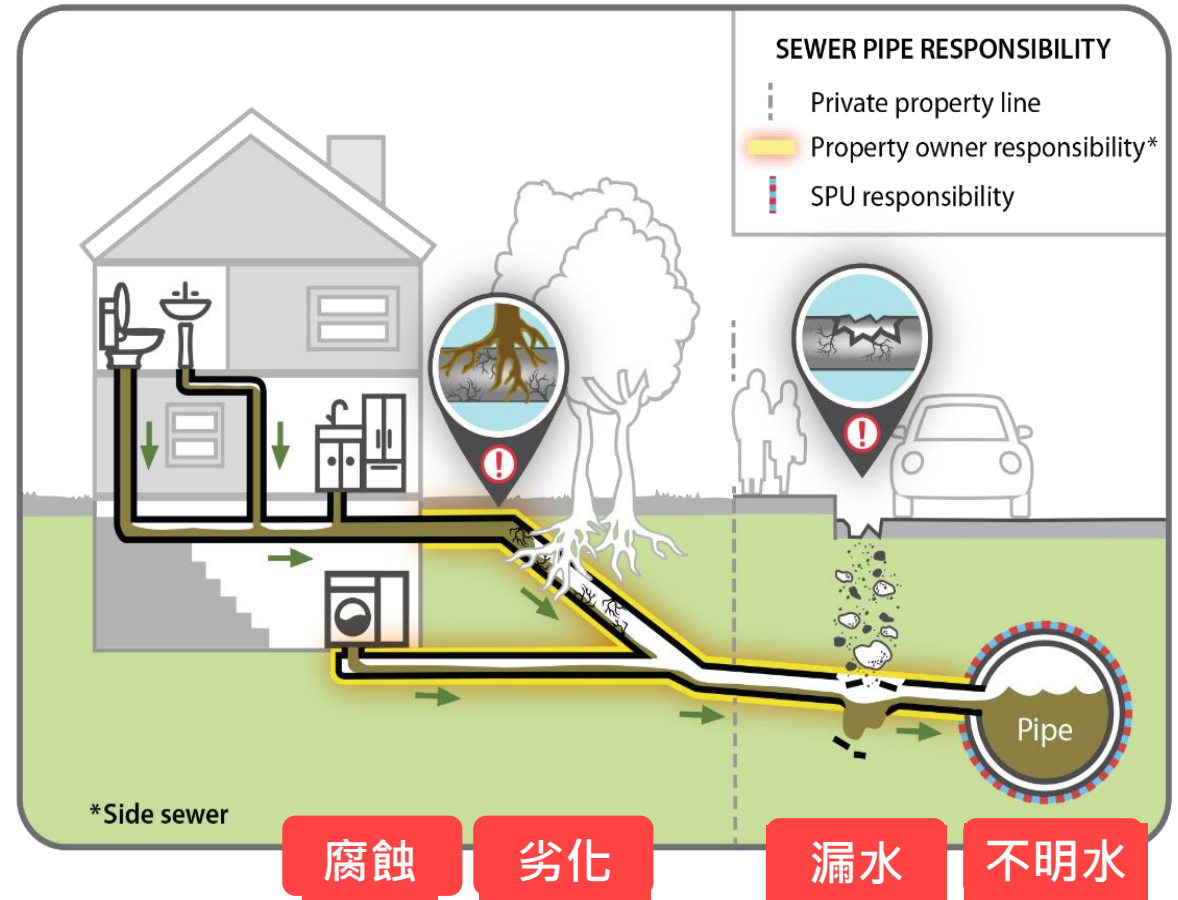 SEWER PIPE RESPONSIBILITY
Private property line
Property owner responsibility*
SPU responsibility
!
!
Pipe
*Side sewer
腐蝕
劣化
漏水
不明水